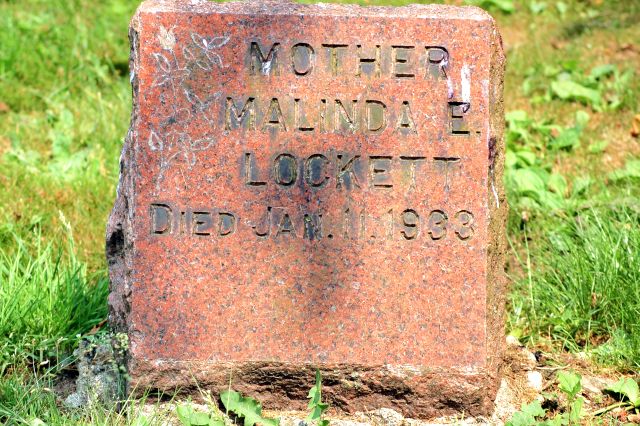 MOTHER
MALINDA E.
LOCKETT
DIED JAN. 11. 1933